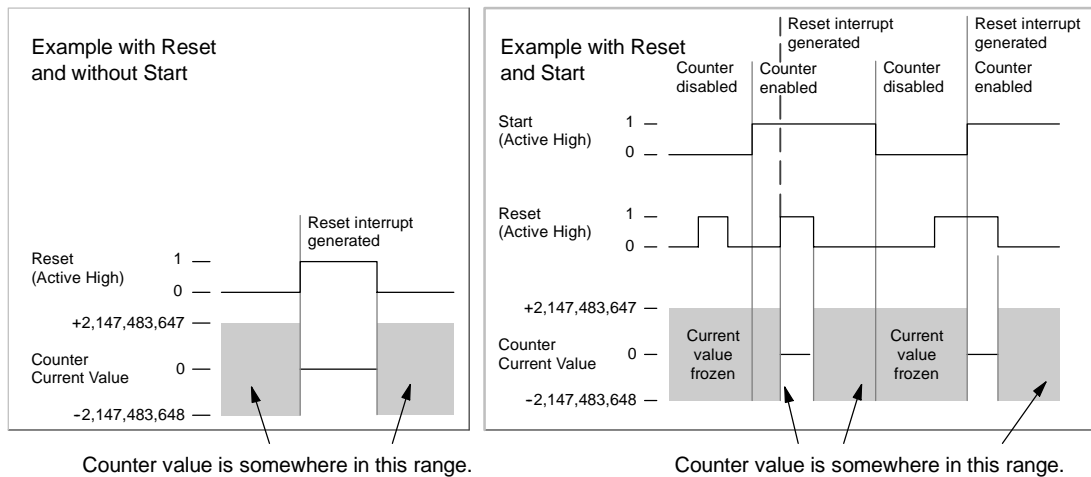 Example with Reset
and without Start
Reset interrupt
generated
Reset
(Active High)
1
0
+2,147,483,647
Counter
Current Value
0
-2,147,483,648
Counter value is somewhere in this range.
Example with Reset
and Start
Reset interrupt
generated
Reset interrupt
generated
Counter
disabled
Counter
enabled
Counter
disabled
Counter
enabled
Start
(Active High)
1
0
Reset
(Active High)
1
0
+2,147,483,647
Counter
Current Value
0
-2,147,483,648
Current
value
frozen
Current
value
frozen
Counter value is somewhere in this range.